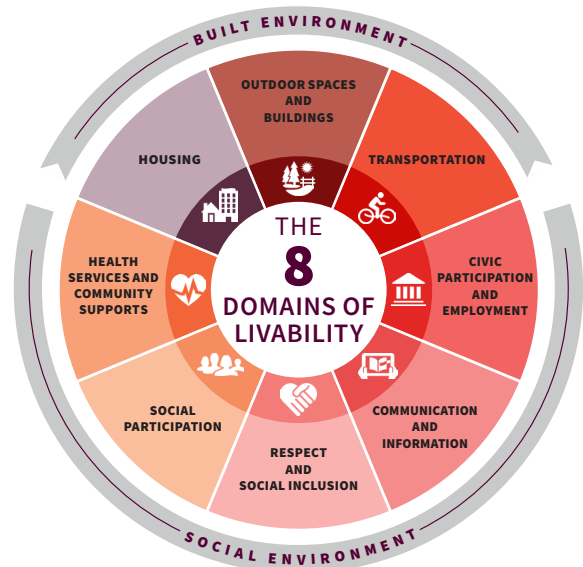 BUILT ENVIRONMENT
OUTDOOR SPACES
AND
BUILDINGS
TRANSPORTATION
CIVIC
PARTICIPATION
AND
EMPLOYMENT
COMMUNICATION
AND
INFORMATION
RESPECT
AND
SOCIAL INCLUSION
SOCIAL
PARTICIPATION
HEALTH
SERVICES AND
COMMUNITY
SUPPORTS
HOUSING
THE
8
DOMAINS OF
LIVABILITY
SOCIAL ENVIRONMENT